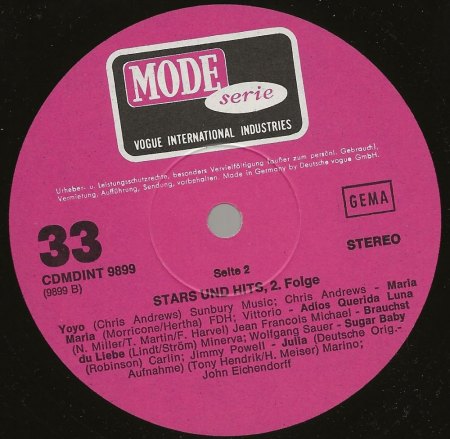 MODE
serie
VOGUE INTERNATIONAL INDUSTRIES
Urheber- u. Leistungsschutzrechte, besonders Vervielfältigung (außer zum persönl. Gebrauch),
Vermietung, Aufführung, Sendung, vorbehalten. Made in Germany by Deutsche vogue GmbH.
GEMA
33
CDMDINT 9899
(9899 B)
STEREO
Seite 2
STARS UND HITS, 2. Folge
Yoyo (Chris Andrews) Sunbury Music; Chris Andrews - Maria
Maria (Morricone/Hertha) FDH; Vittorio - Adios Querida Luna
(N. Miller/T. Martin/F. Harvel) Jean Francois Michael - Brauchst
du Liebe (Lindt/Ström) Minerva; Wolfgang Sauer - Sugar Baby
(Robinson) Carlin; Jimmy Powell - Julia (Deutsche Orig.-
Aufnahme) (Tony Hendrik/H. Meiser) Marino;
John Eichendorff